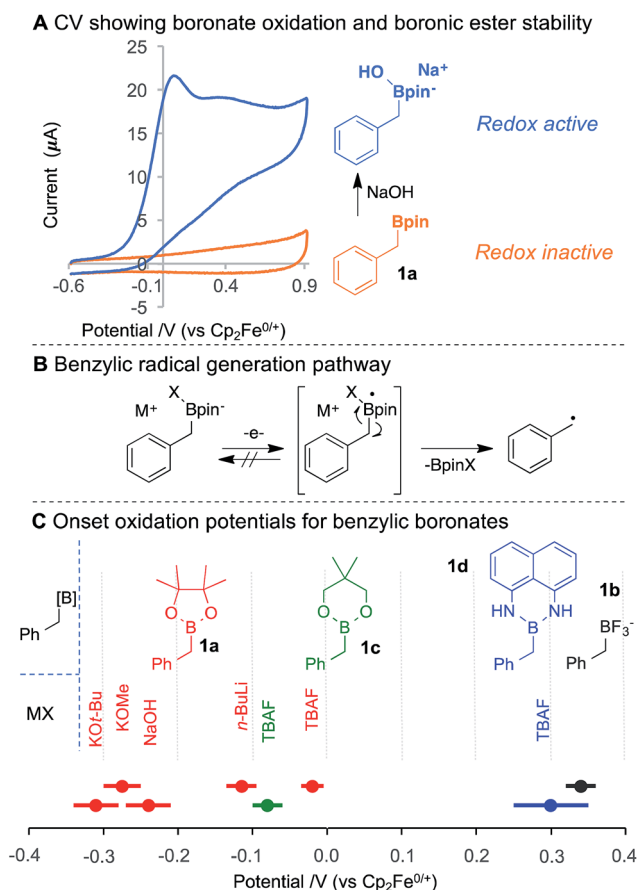 A CV showing boronate oxidation and boronic ester stability
25
20
15
10
5
0
-5
-0.6
-0.1
0.4
0.9
Current (μA)
Potential /V (vs Cp₂Fe⁰/⁺)
HO
Na⁺
Bpin⁻
Redox active
NaOH
Bpin
1a
Redox inactive
B Benzylic radical generation pathway
X
M⁺
Bpin⁻
-e-
X
M⁺
Bpin
-BpinX
C Onset oxidation potentials for benzylic boronates
[B]
Ph
O
O
B
1a
Ph
O
O
B
1c
Ph
1d
HN
NH
B
Ph
1b
BF₃⁻
Ph
MX
KOt-Bu
KOMe
NaOH
n-BuLi
TBAF
TBAF
TBAF
-0.4
-0.3
-0.2
-0.1
0.0
0.1
0.2
0.3
0.4
Potential /V (vs Cp₂Fe⁰/⁺)